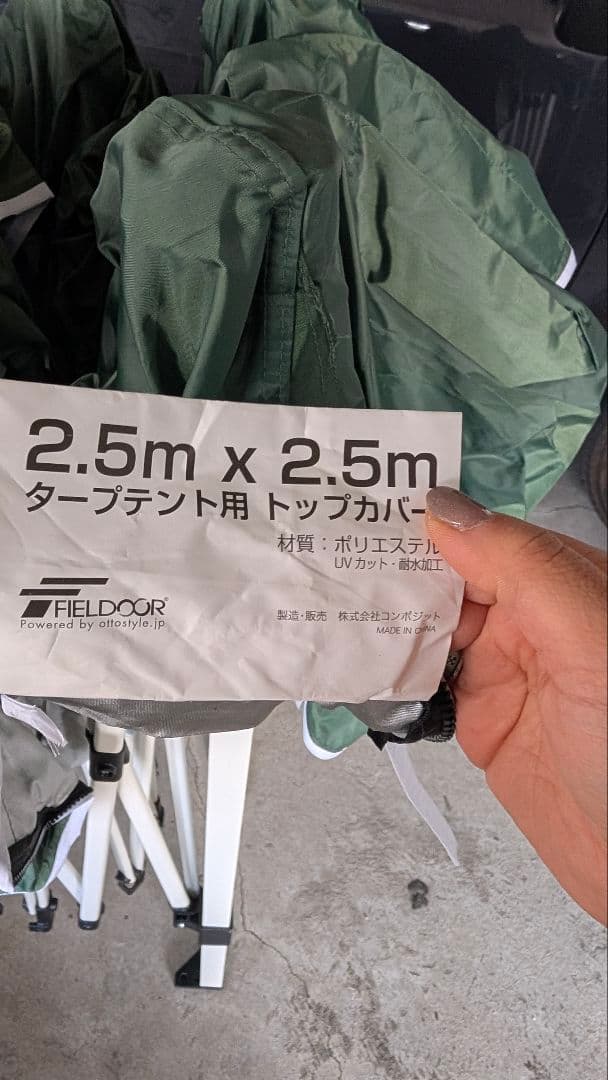 2.5m x 2.5m
タープテント用 トップカバー
材質：ポリエステル
UVカット・耐水加工
FIELDOOR®
Powered by ottostyle.jp
製造・販売 株式会社コンポジット
MADE IN CHINA